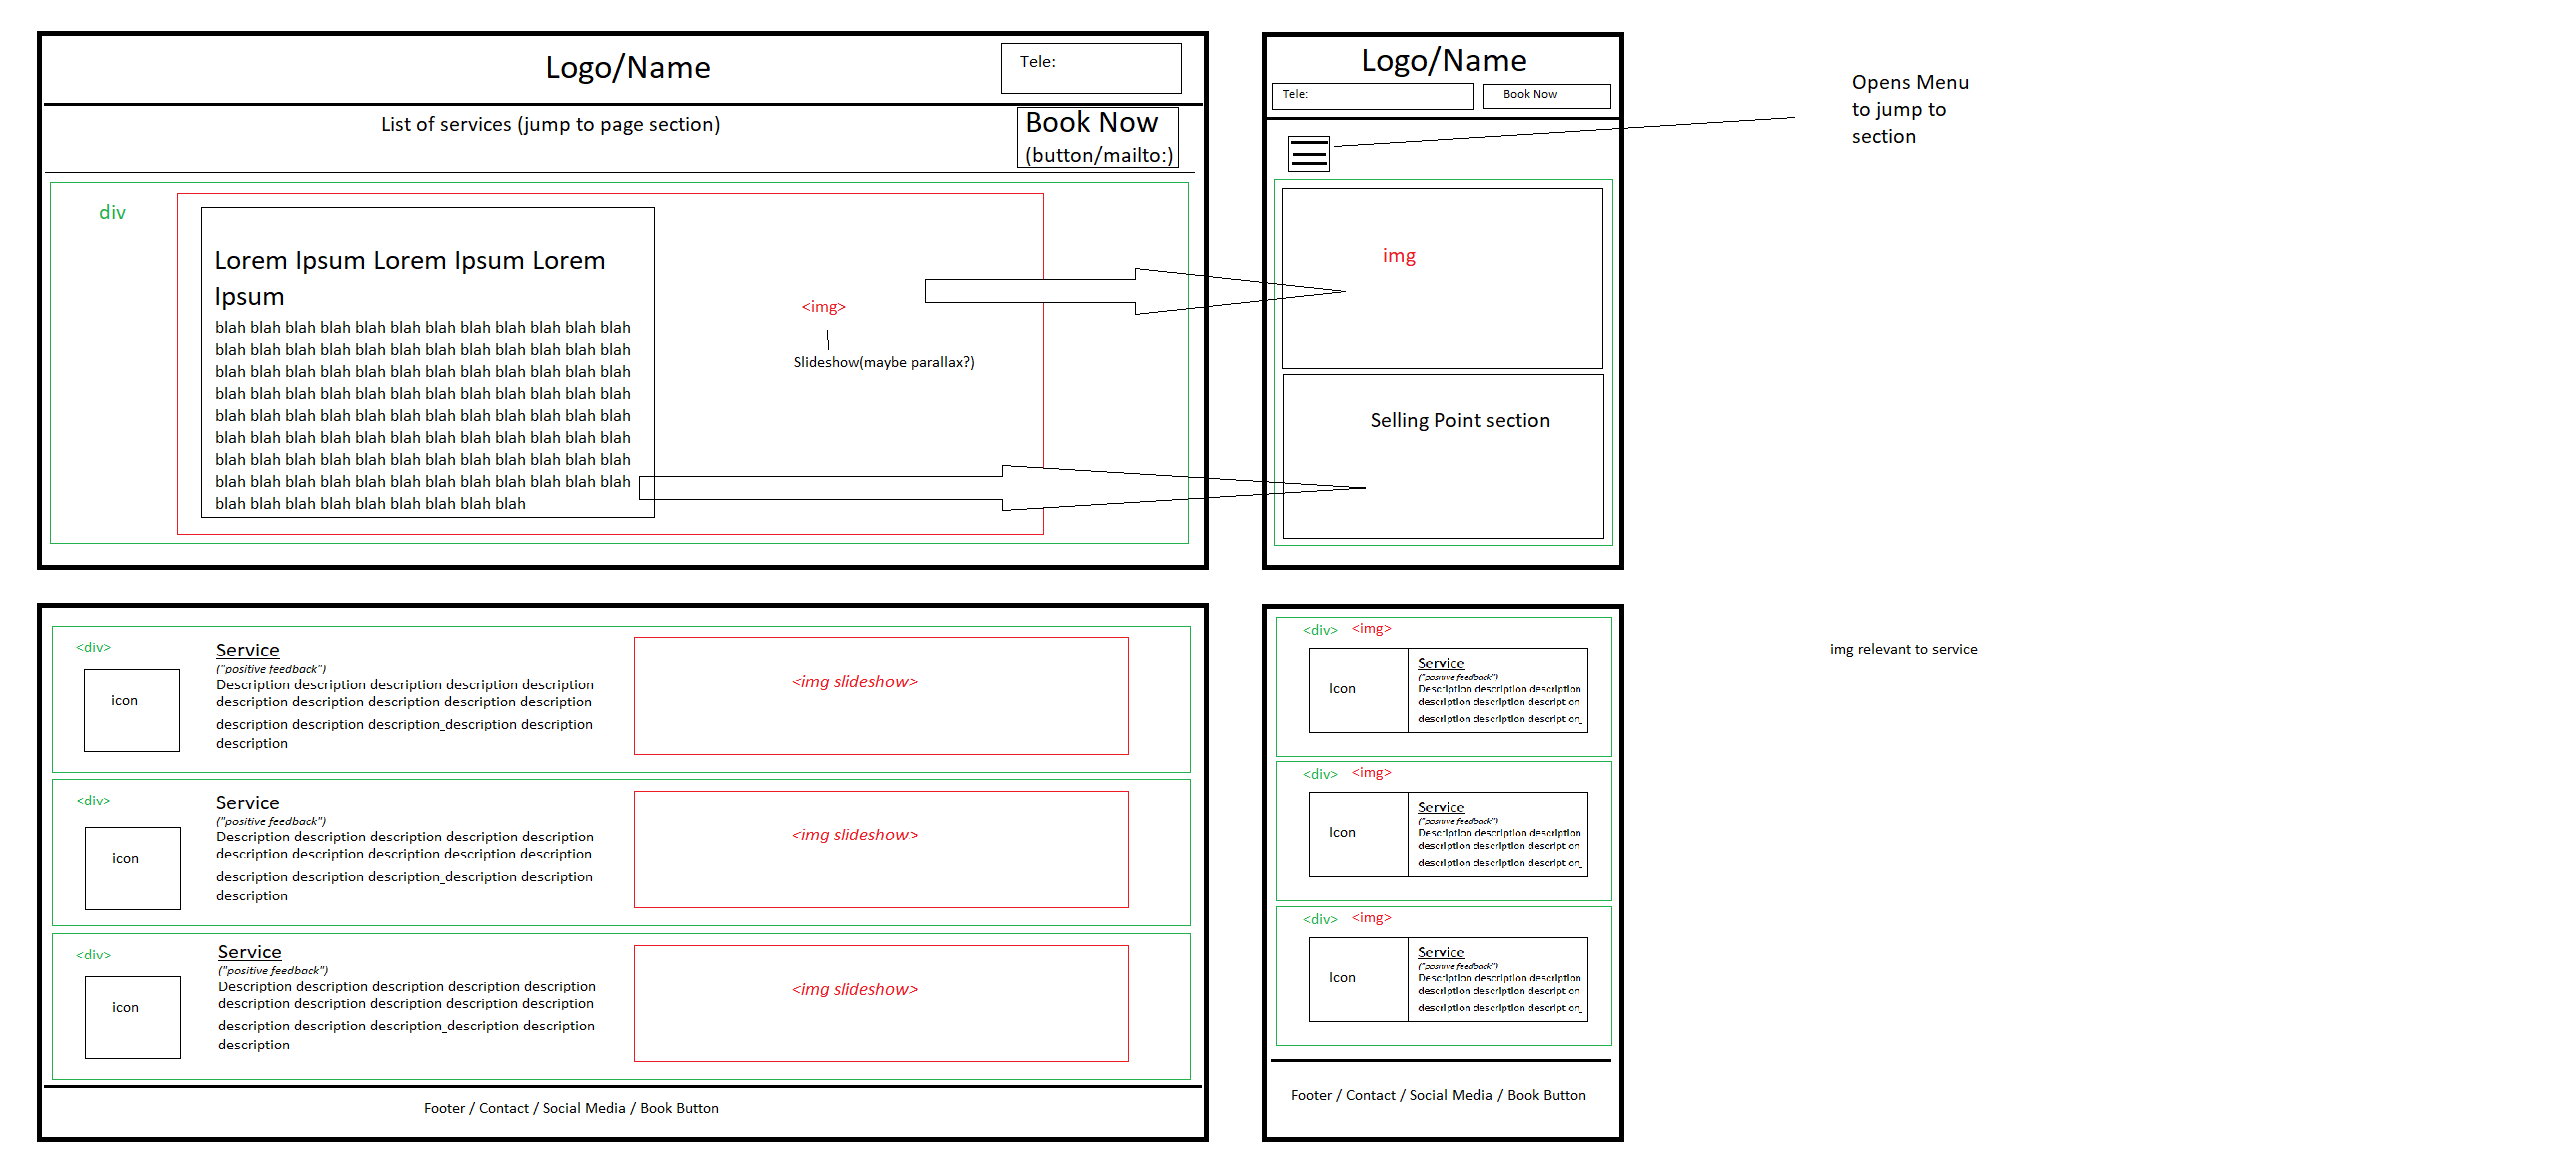 Logo/Name
Tele:
List of services (jump to page section)
Book Now
(button/mailto:)
div
Lorem Ipsum Lorem Ipsum Lorem
Ipsum
blah blah blah blah blah blah blah blah blah blah blah blah
blah blah blah blah blah blah blah blah blah blah blah blah
blah blah blah blah blah blah blah blah blah blah blah blah
blah blah blah blah blah blah blah blah blah blah blah blah
blah blah blah blah blah blah blah blah blah blah blah blah
blah blah blah blah blah blah blah blah blah blah blah blah
blah blah blah blah blah blah blah blah blah blah blah blah
blah blah blah blah blah blah blah blah blah blah blah blah
blah blah blah blah blah blah blah blah blah
<img>
Slideshow(maybe parallax?)
Logo/Name
Tele:
Book Now
img
Selling Point section
Opens Menu
to jump to
section
<div>
icon
Service
("positive feedback")
Description description description description description
description description description description description
description description description_description description
description
<img slideshow>
<div>
icon
Service
("positive feedback")
Description description description description description
description description description description description
description description description_description description
description
<img slideshow>
<div>
icon
Service
("positive feedback")
Description description description description description
description description description description description
description description description_description description
description
<img slideshow>
Footer / Contact / Social Media / Book Button
<div>
<img>
Icon
Service
("positive feedback")
Description description description
description description description
description description description_
<div>
<img>
Icon
Service
("positive feedback")
Description description description
description description description
description description description_
<div>
<img>
Icon
Service
("positive feedback")
Description description description
description description description
description description description_
Footer / Contact / Social Media / Book Button
img relevant to service